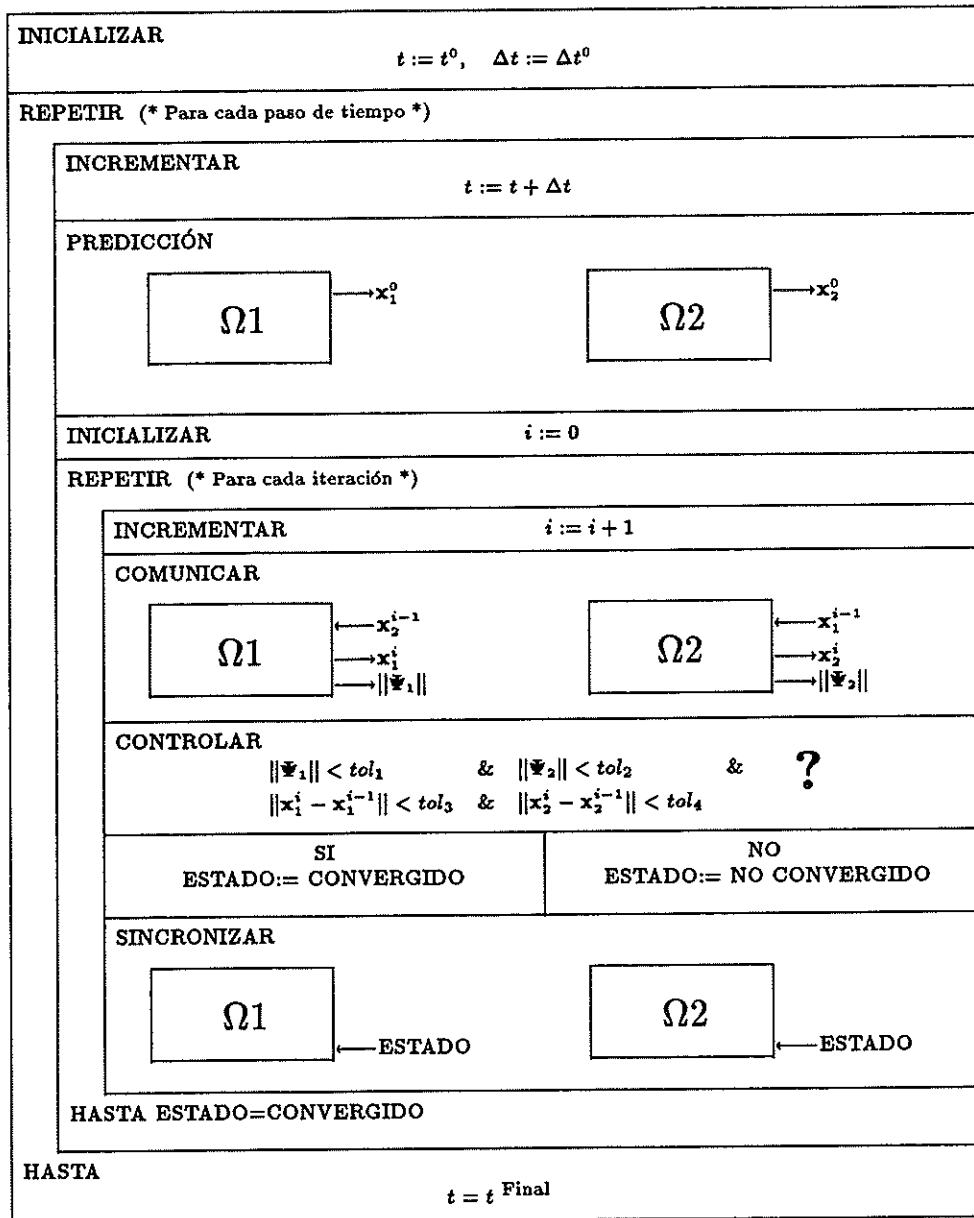 INICIALIZAR
t := t⁰, Δt := Δt⁰
REPETIR (* Para cada paso de tiempo *)
INCREMENTAR
t := t + Δt
PREDICCIÓN
Ω1 → x₁⁰ Ω2 → x₂⁰
INICIALIZAR i := 0
REPETIR (* Para cada iteración *)
INCREMENTAR i := i + 1
COMUNICAR
← x₂ⁱ⁻¹ ← x₁ⁱ⁻¹
Ω1 → x₁ⁱ Ω2 → x₂ⁱ
→ ||Ψ₁|| → ||Ψ₂||
CONTROLAR
||Ψ₁|| < tol₁ & ||Ψ₂|| < tol₂ & ?
||x₁ⁱ − x₁ⁱ⁻¹|| < tol₃ & ||x₂ⁱ − x₂ⁱ⁻¹|| < tol₄
SI NO
ESTADO:= CONVERGIDO ESTADO:= NO CONVERGIDO
SINCRONIZAR
Ω1 Ω2
← ESTADO ← ESTADO
HASTA ESTADO=CONVERGIDO
HASTA
t = t Final